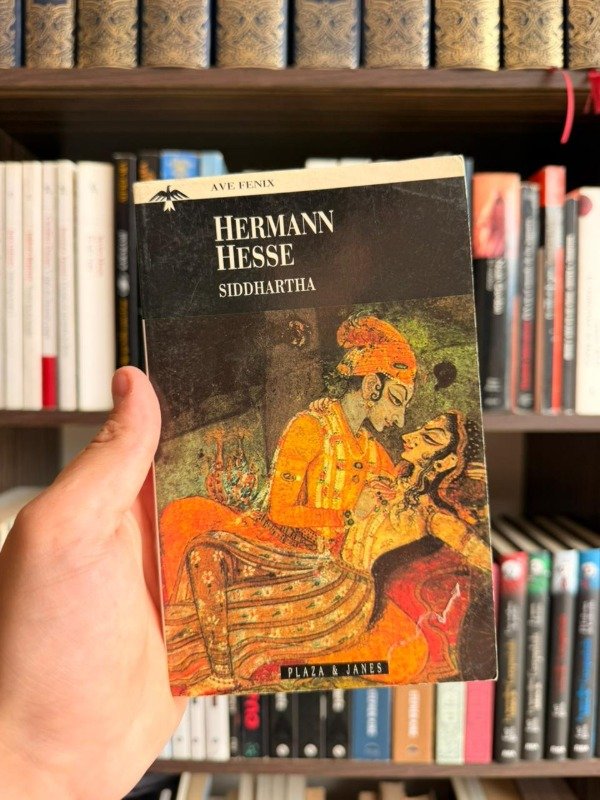 AVE FENIX
HERMANN
HESSE
SIDDHARTHA
PLAZA & JANES